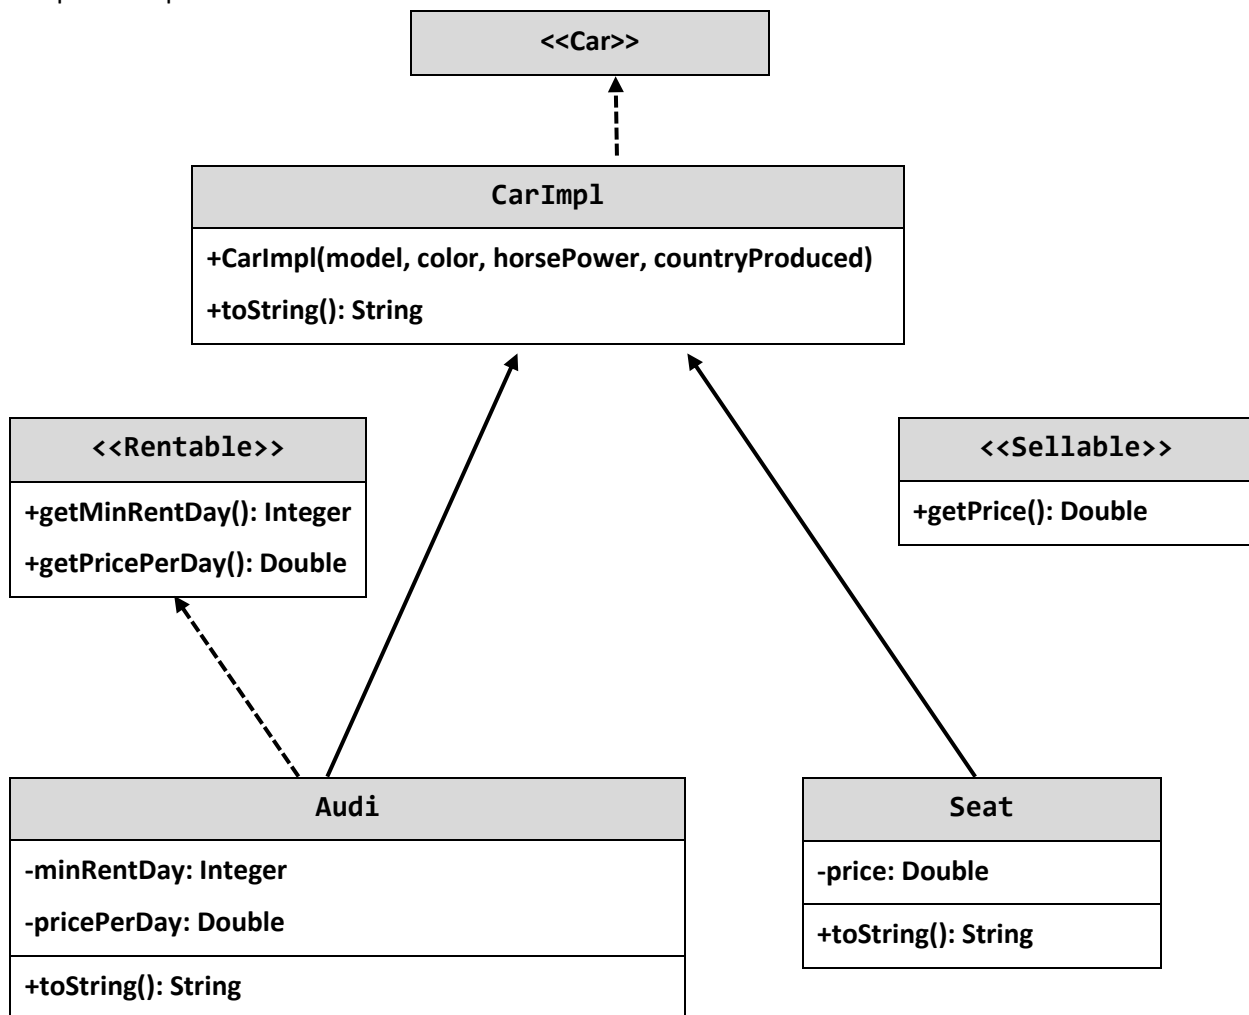 <<Car>>
CarImpl
+CarImpl(model, color, horsePower, countryProduced)
+toString(): String
<<Rentable>>
+getMinRentDay(): Integer
+getPricePerDay(): Double
<<Sellable>>
+getPrice(): Double
Audi
-minRentDay: Integer
-pricePerDay: Double
+toString(): String
Seat
-price: Double
+toString(): String